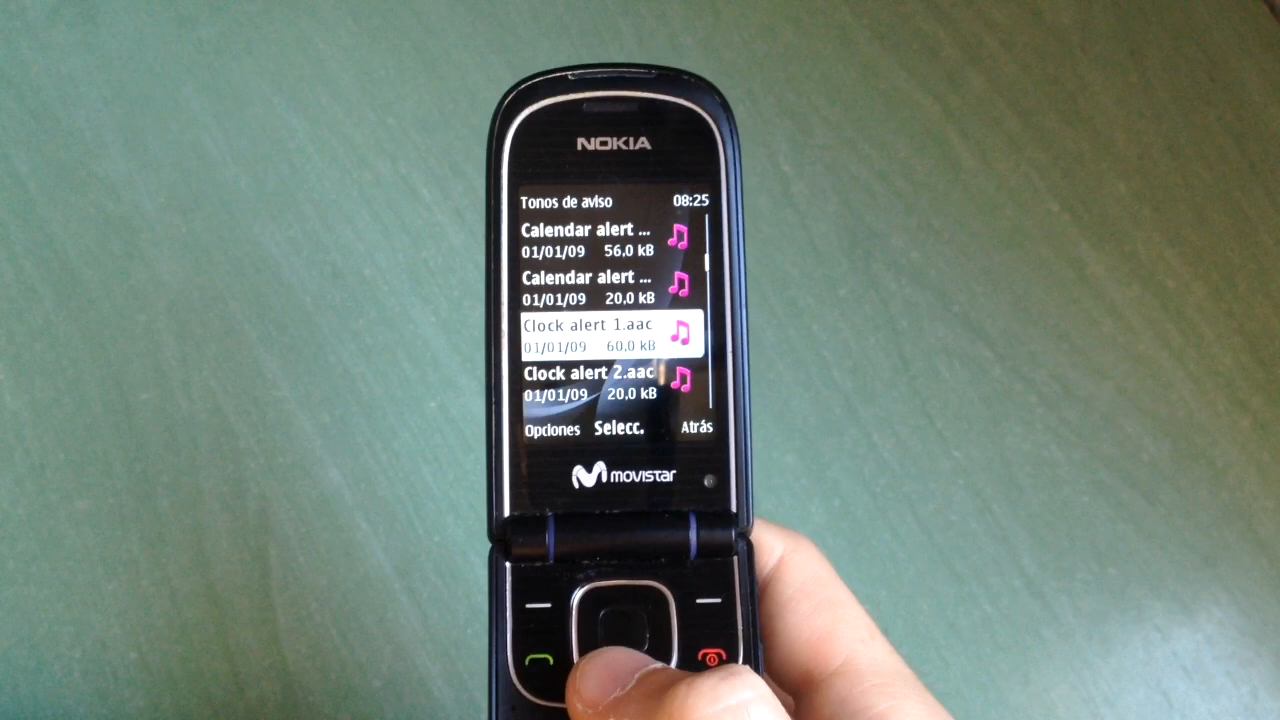 NOKIA
Tonos de aviso 08:25
Calendar alert ...
01/01/09 56,0 kB
Calendar alert ...
01/01/09 20,0 kB
Clock alert 1.aac
01/01/09 60,0 kB
Clock alert 2.aac
01/01/09 20,0 kB
Opciones Selecc. Atrás
movistar